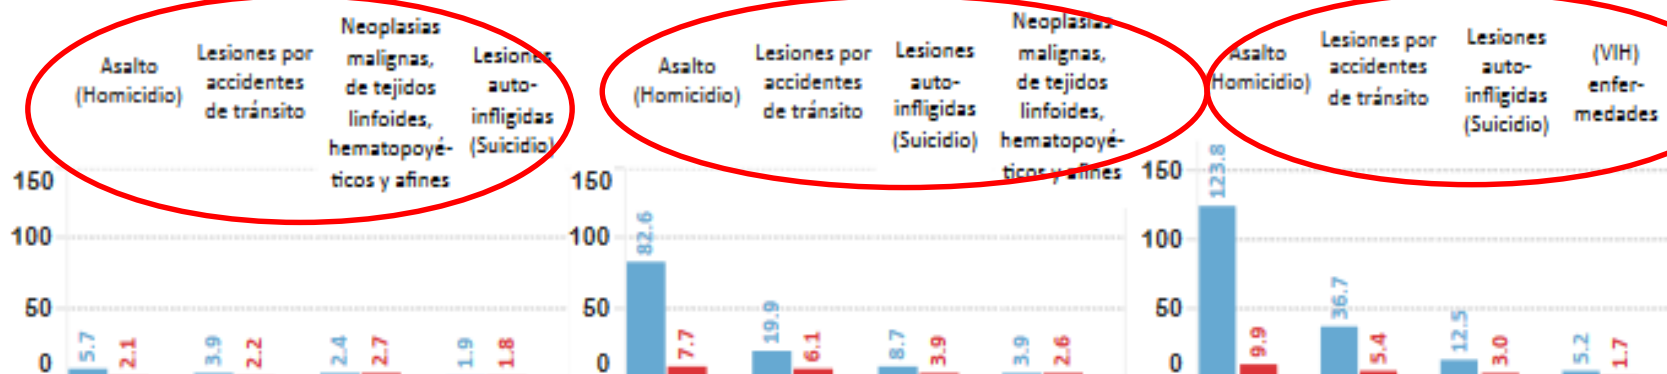 Asalto
(Homicidio)
Lesiones por
accidentes
de tránsito
Neoplasias
malignas,
de tejidos
linfoides,
hematopoyé-
ticos y afines
Lesiones
auto-
infligidas
(Suicidio)
150
100
50
0
5.7
2.1
3.9
2.2
2.4
2.7
1.9
1.8
Asalto
(Homicidio)
Lesiones por
accidentes
de tránsito
Lesiones
auto-
infligidas
(Suicidio)
Neoplasias
malignas,
de tejidos
linfoides,
hematopoyé-
ticos y afines
150
100
50
0
82.6
7.7
19.9
6.1
8.7
3.9
3.9
2.6
Asalto
Homicidio)
Lesiones por
accidentes
de tránsito
Lesiones
auto-
infligidas
(Suicidio)
(VIH)
enfer-
medades
150
100
50
0
123.8
9.9
36.7
5.4
12.5
3.0
5.2
1.7